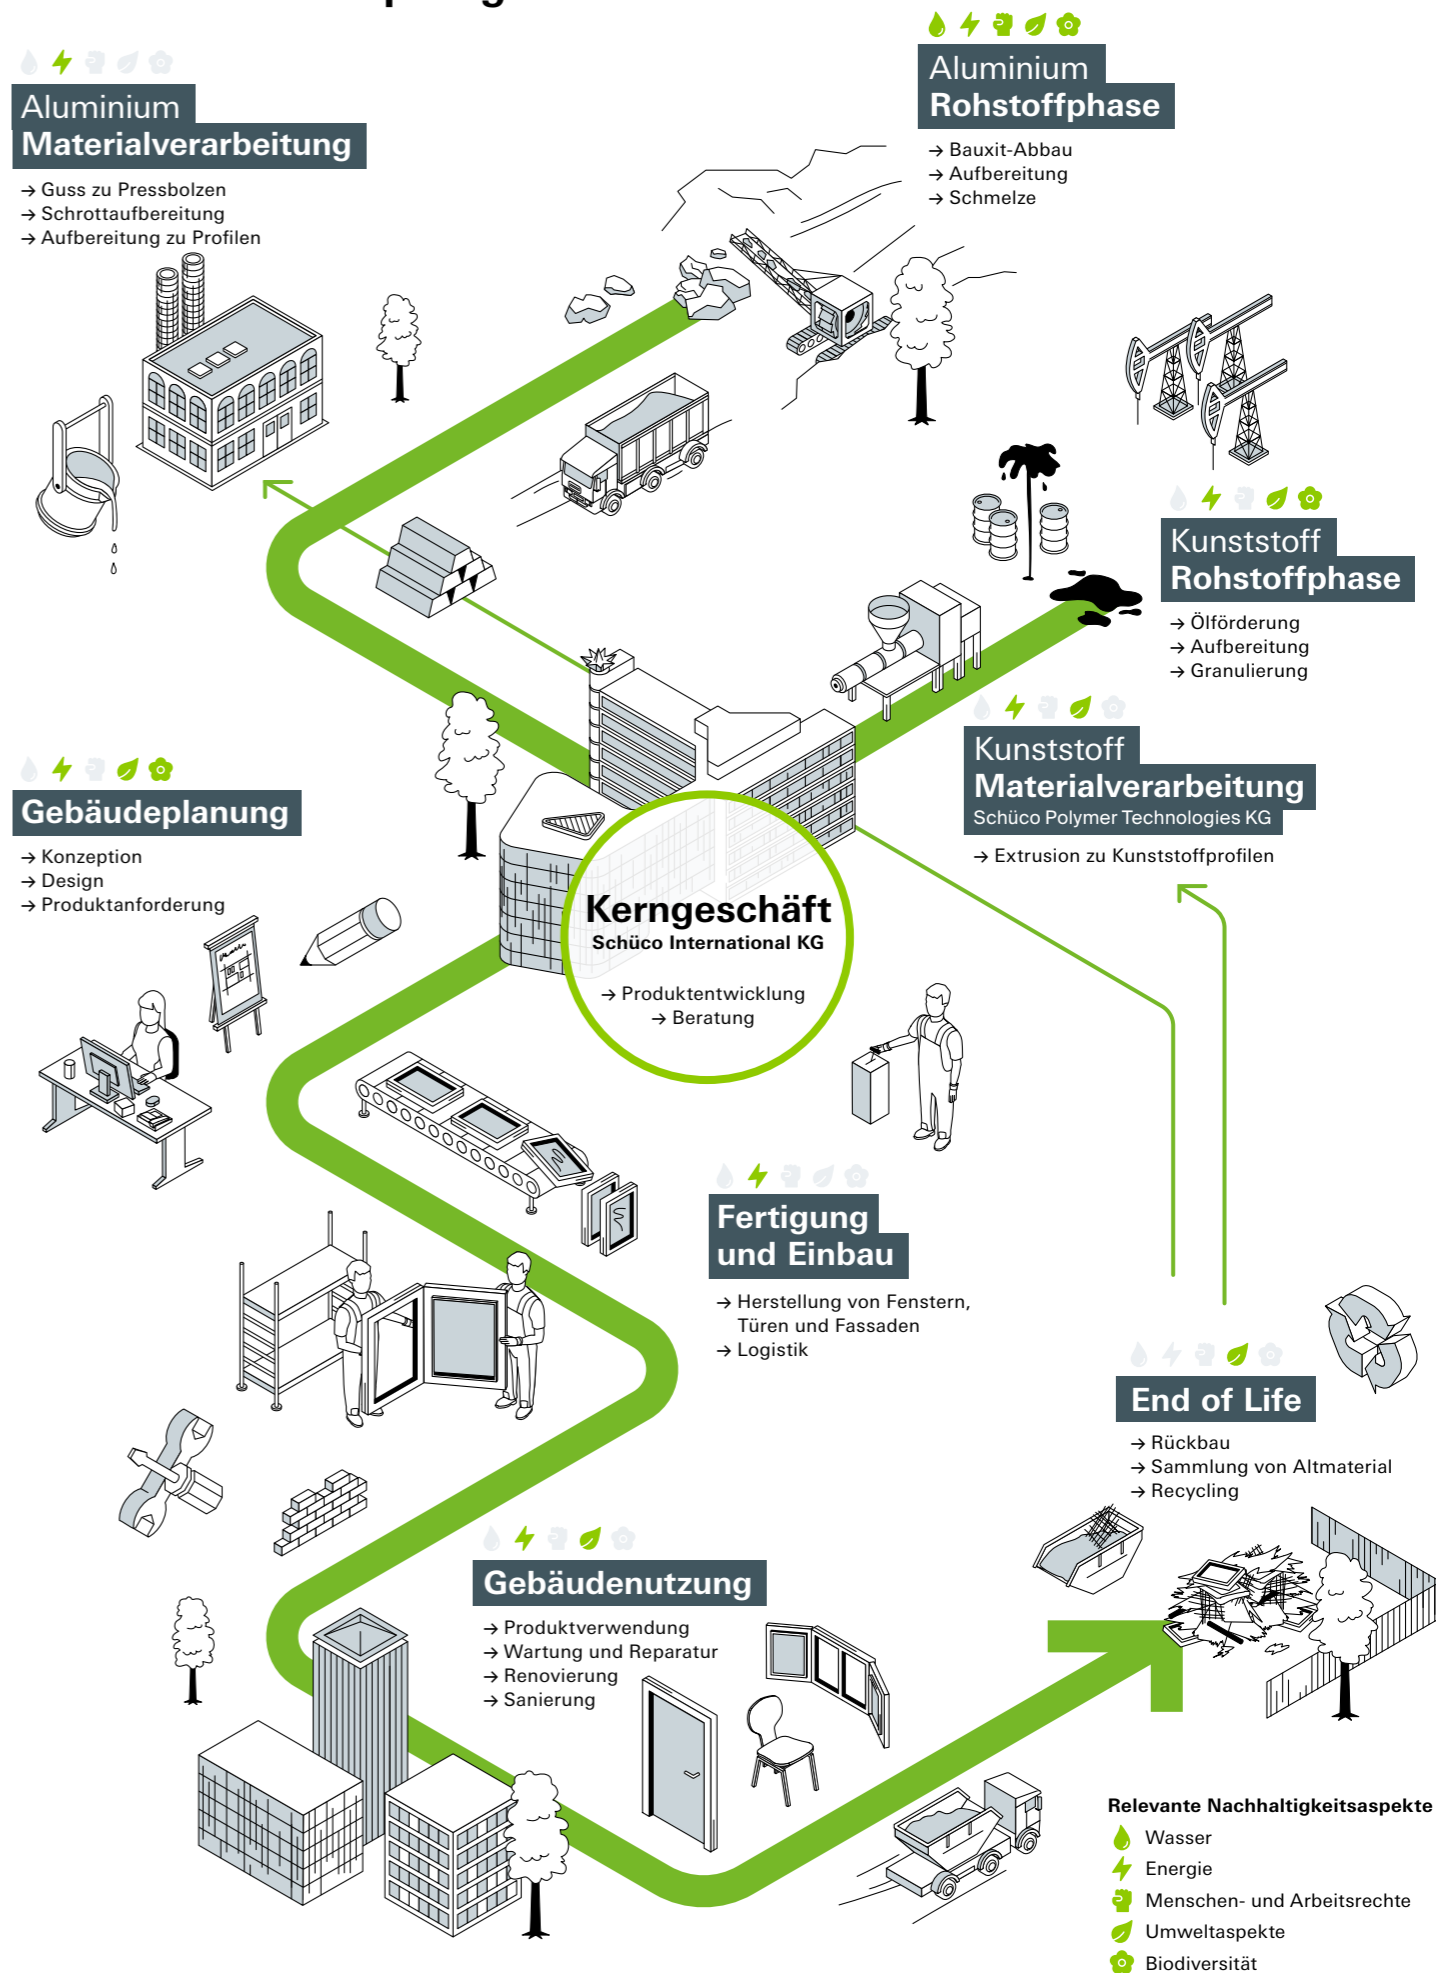 Aluminium
Rohstoffphase
→ Bauxit-Abbau
→ Aufbereitung
→ Schmelze
Aluminium
Materialverarbeitung
→ Guss zu Pressbolzen
→ Schrottaufbereitung
→ Aufbereitung zu Profilen
Kunststoff
Rohstoffphase
→ Ölförderung
→ Aufbereitung
→ Granulierung
Kunststoff
Materialverarbeitung
Schüco Polymer Technologies KG
→ Extrusion zu Kunststoffprofilen
Gebäudeplanung
→ Konzeption
→ Design
→ Produktanforderung
Kerngeschäft
Schüco International KG
→ Produktentwicklung
→ Beratung
Fertigung
und Einbau
→ Herstellung von Fenstern,
Türen und Fassaden
→ Logistik
End of Life
→ Rückbau
→ Sammlung von Altmaterial
→ Recycling
Gebäudenutzung
→ Produktverwendung
→ Wartung und Reparatur
→ Renovierung
→ Sanierung
Relevante Nachhaltigkeitsaspekte
Wasser
Energie
Menschen- und Arbeitsrechte
Umweltaspekte
Biodiversität